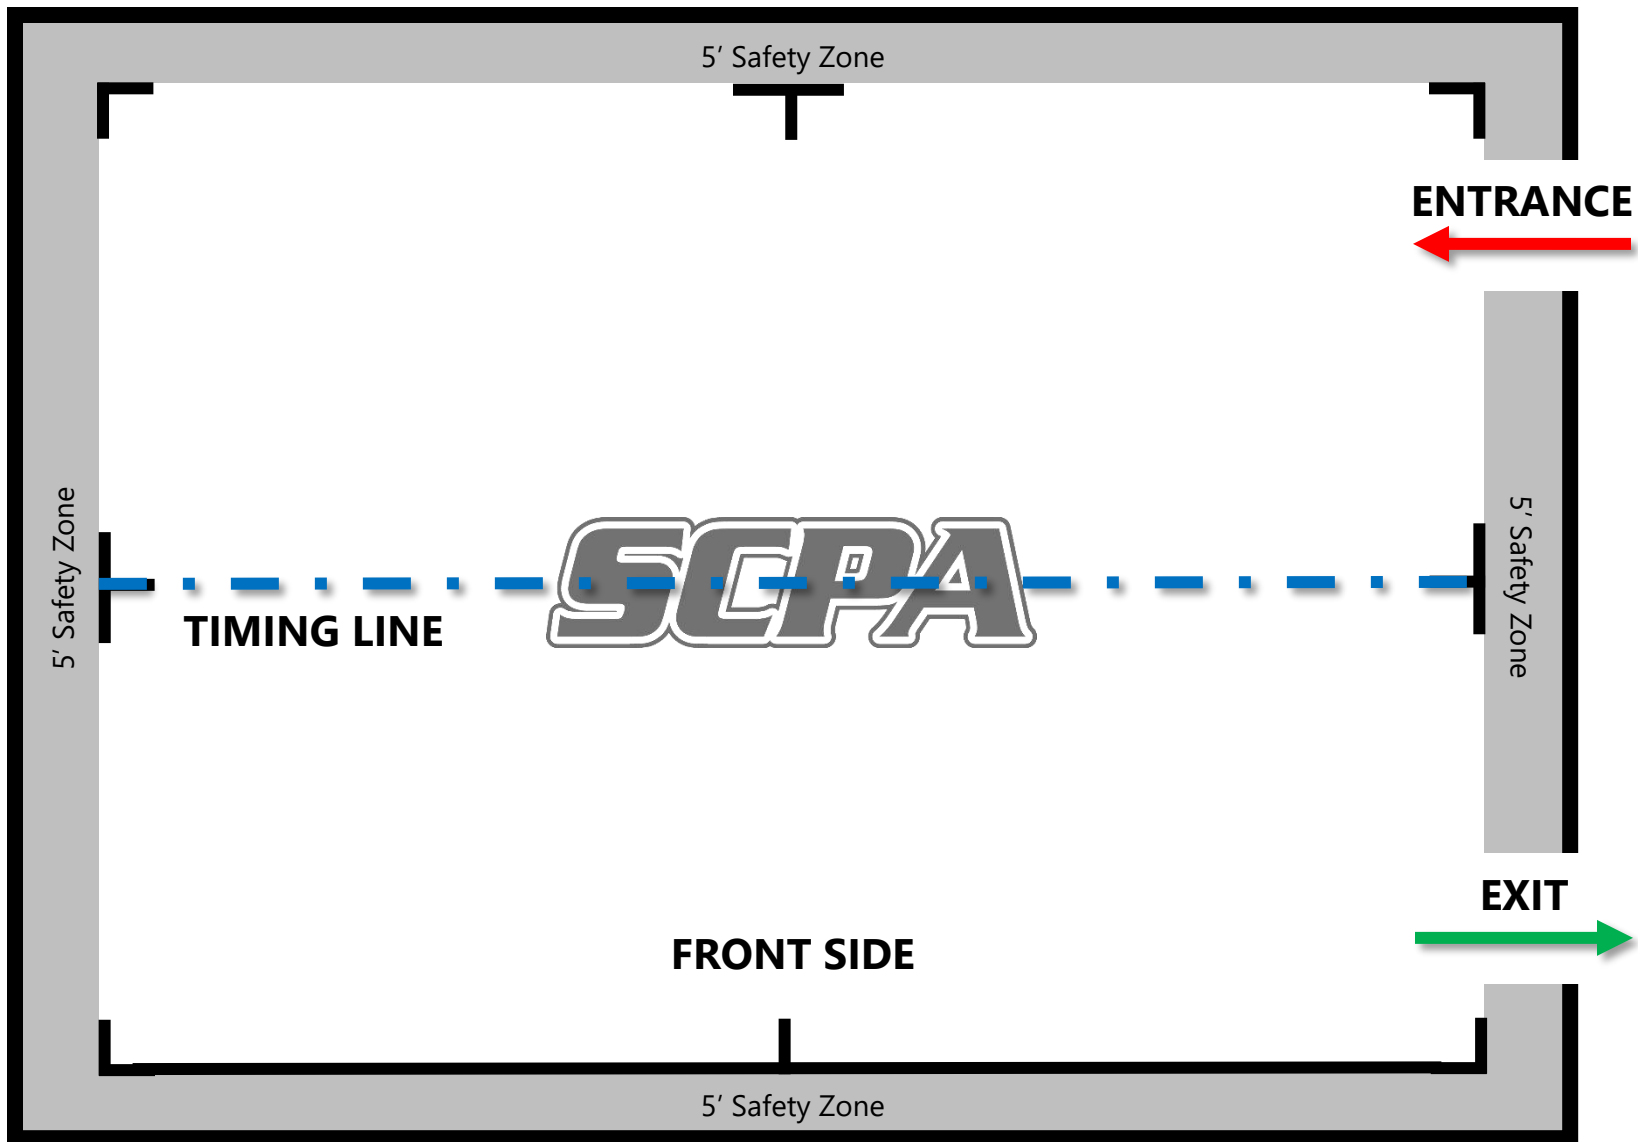 5’ Safety Zone
ENTRANCE
5’ Safety Zone
SCPA
5’ Safety Zone
TIMING LINE
EXIT
FRONT SIDE
5’ Safety Zone